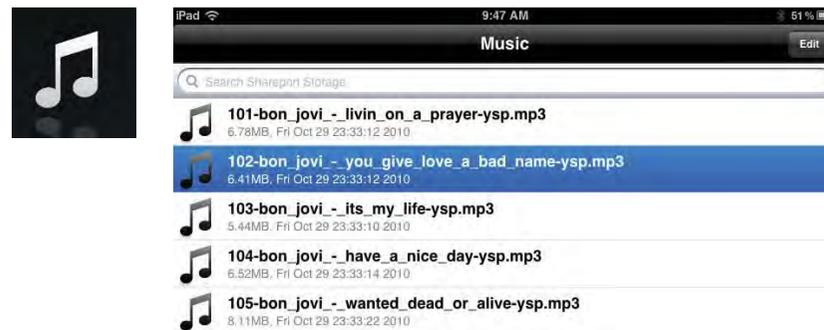 iPad 9:47 AM 51%
Music Edit
Search Shareport Storage
101-bon_jovi_-_livin_on_a_prayer-ysp.mp3
6.78MB, Fri Oct 29 23:33:12 2010
102-bon_jovi_-_you_give_love_a_bad_name-ysp.mp3
6.41MB, Fri Oct 29 23:33:12 2010
103-bon_jovi_-_its_my_life-ysp.mp3
5.44MB, Fri Oct 29 23:33:10 2010
104-bon_jovi_-_have_a_nice_day-ysp.mp3
6.52MB, Fri Oct 29 23:33:14 2010
105-bon_jovi_-_wanted_dead_or_alive-ysp.mp3
8.11MB, Fri Oct 29 23:33:22 2010